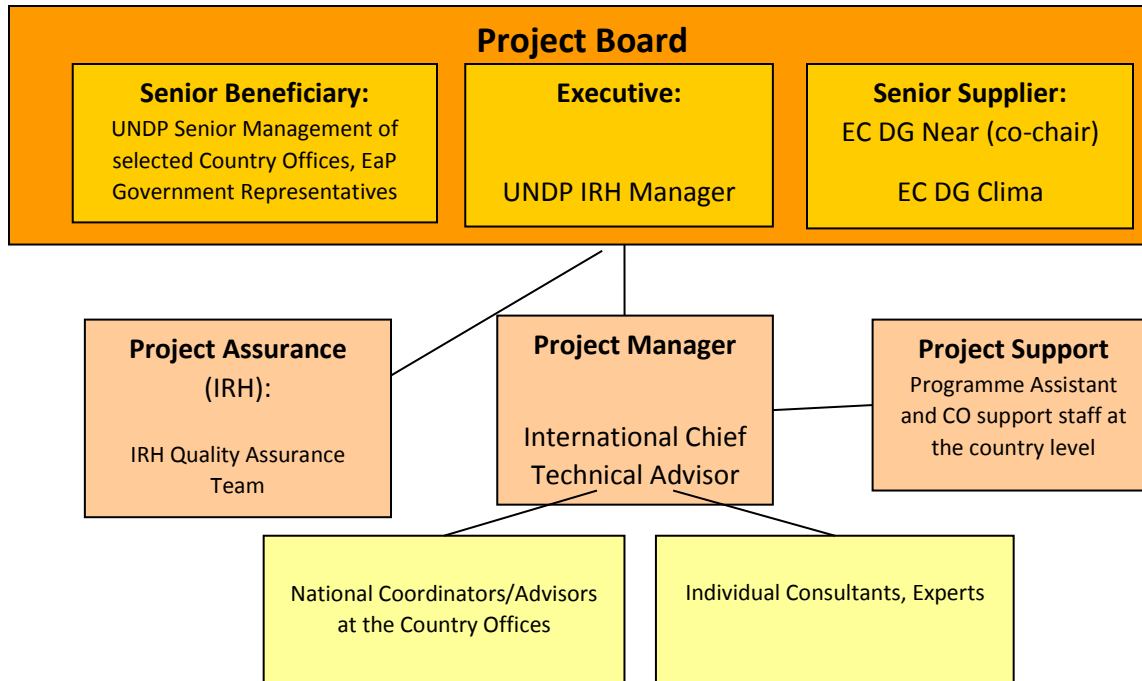 Project Board
Senior Beneficiary:
UNDP Senior Management of
selected Country Offices, EaP
Government Representatives
Executive:
UNDP IRH Manager
Senior Supplier:
EC DG Near (co-chair)
EC DG Clima
Project Assurance
(IRH):
IRH Quality Assurance
Team
Project Manager
International Chief
Technical Advisor
Project Support
Programme Assistant
and CO support staff at
the country level
National Coordinators/Advisors
at the Country Offices
Individual Consultants, Experts